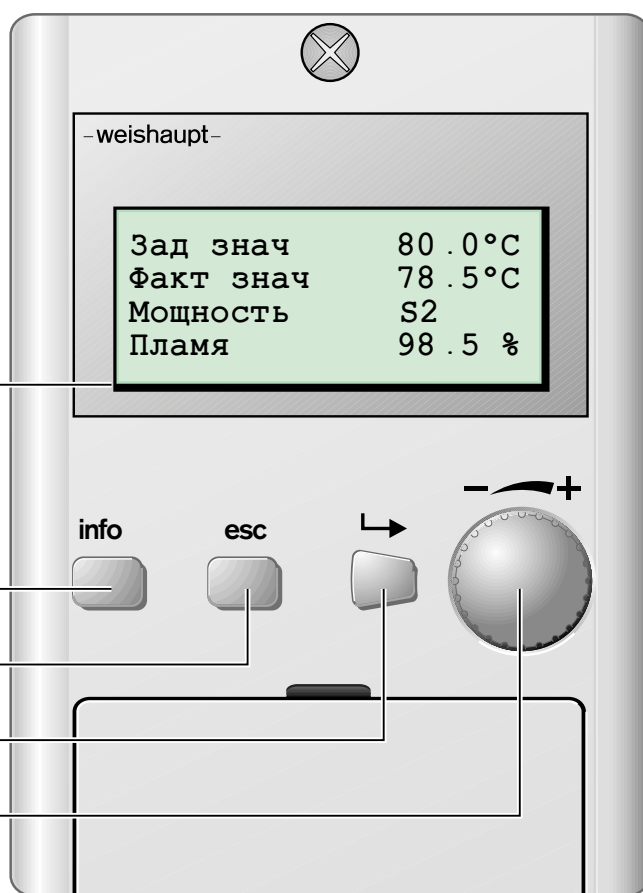 -weishaupt-
Зад знач 80.0°C
Факт знач 78.5°C
Мощность S2
Пламя 98.5 %
− +
info esc